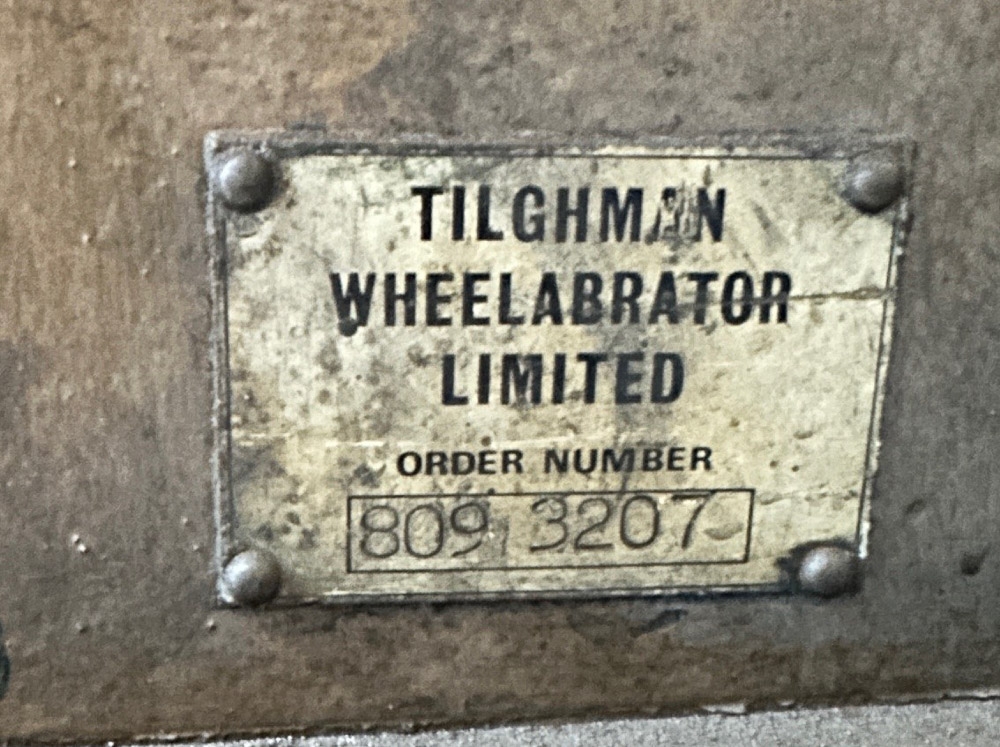 TILGHMAN
WHEELABRATOR
LIMITED
ORDER NUMBER
809 3207